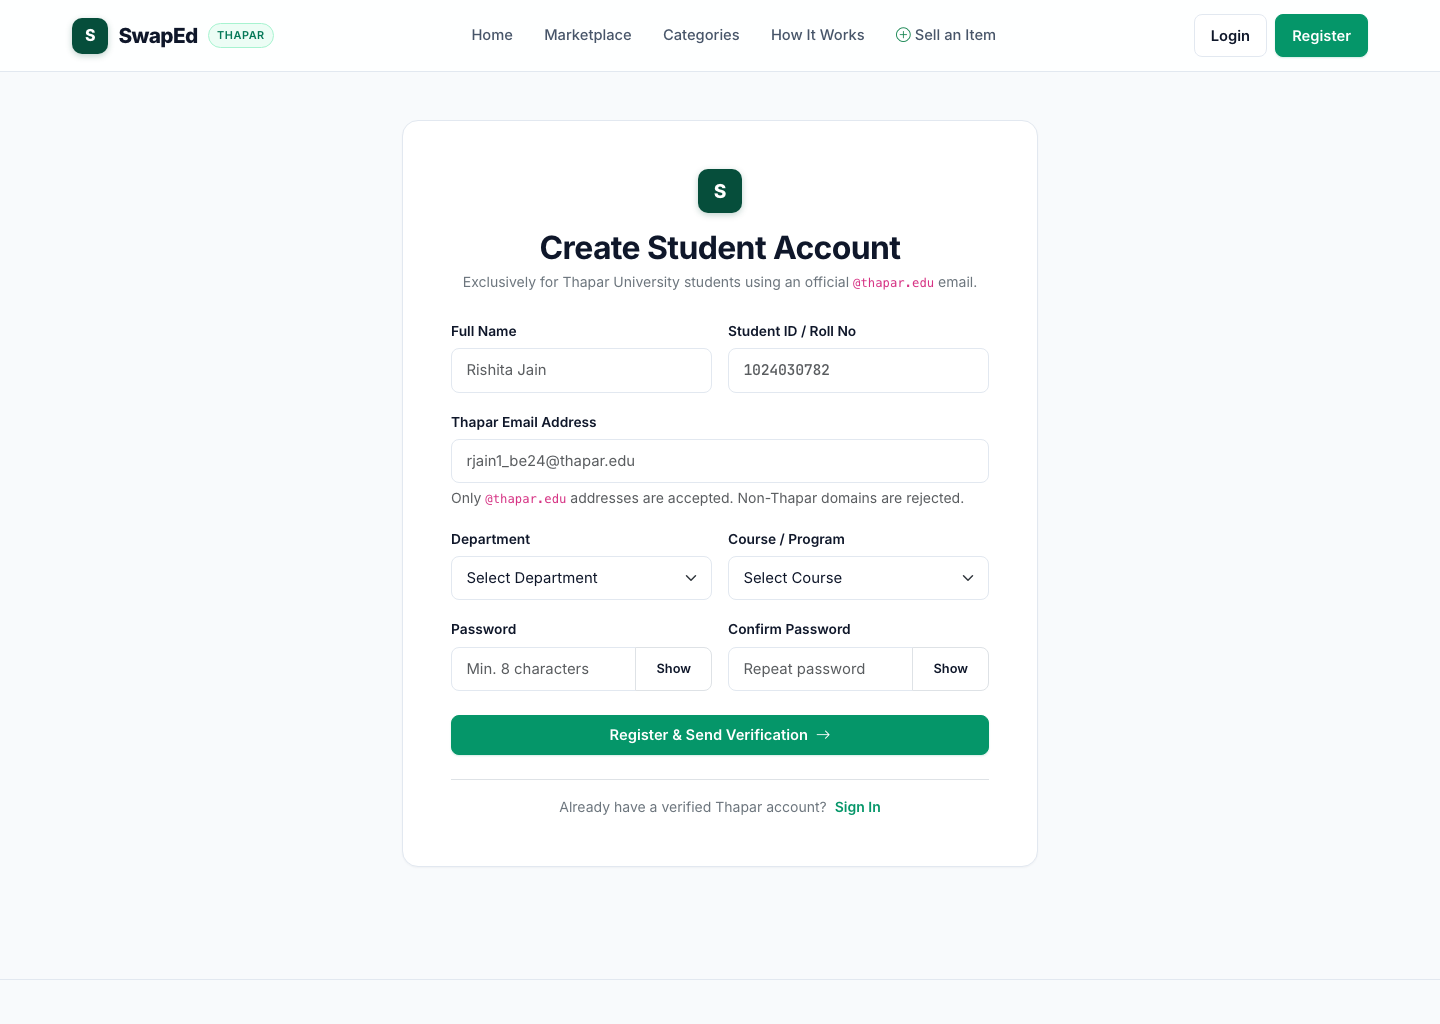 S SwapEd THAPAR Home Marketplace Categories How It Works Sell an Item Login Register
S
Create Student Account
Exclusively for Thapar University students using an official @thapar.edu email.
Full Name Student ID / Roll No
Rishita Jain 1024030782
Thapar Email Address
rjain1_be24@thapar.edu
Only @thapar.edu addresses are accepted. Non-Thapar domains are rejected.
Department Course / Program
Select Department Select Course
Password Confirm Password
Min. 8 characters Show Repeat password Show
Register & Send Verification →
Already have a verified Thapar account? Sign In